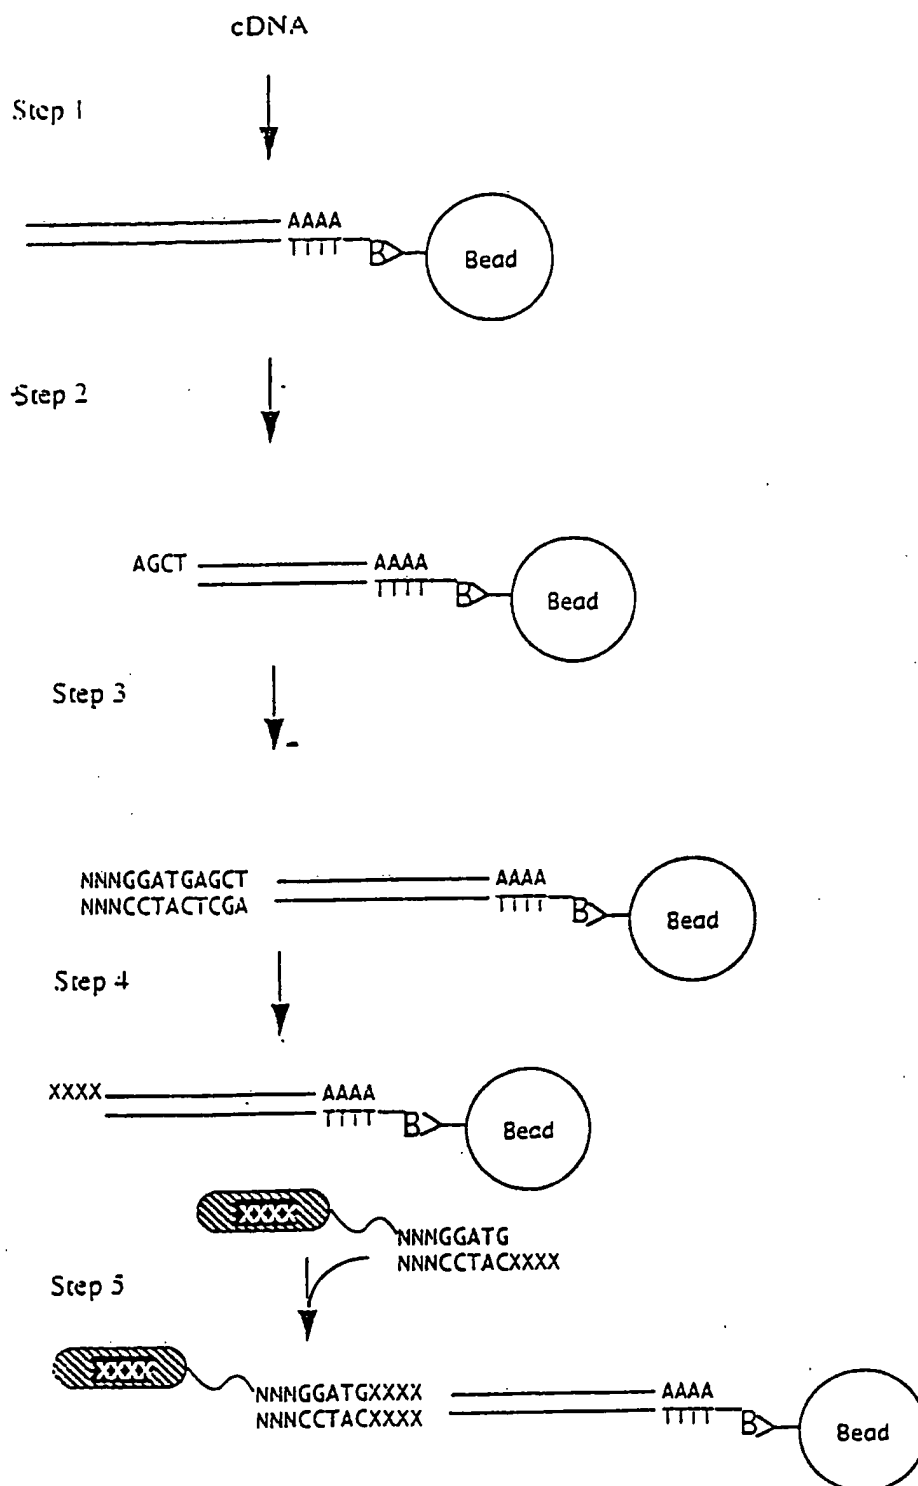 cDNA
Step 1
AAAA
TTTT
B
Bead
Step 2
AGCT
AAAA
TTTT
B
Bead
Step 3
NNNGGATGAGCT
NNNCCTACTCGA
AAAA
TTTT
B
Bead
Step 4
XXXX
AAAA
TTTT
B
Bead
XXXX
NNNGGATG
NNNCCTACXXXX
Step 5
XXXX
NNNGGATGXXXX
NNNCCTACXXXX
AAAA
TTTT
B
Bead